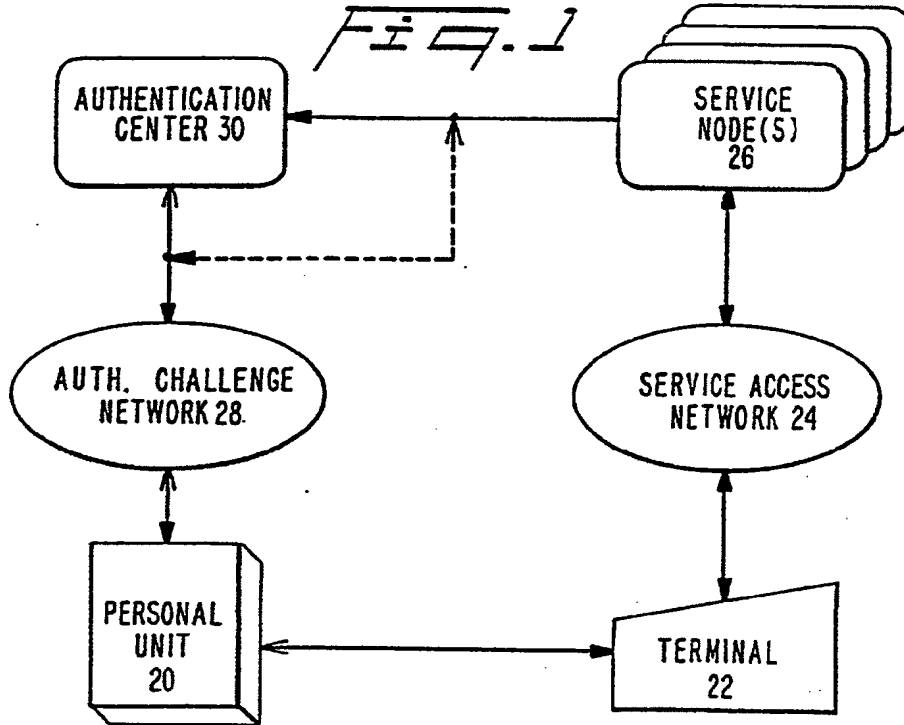 Fig. 1
AUTHENTICATION
CENTER 30
SERVICE
NODE(S)
26
AUTH. CHALLENGE
NETWORK 28
SERVICE ACCESS
NETWORK 24
PERSONAL
UNIT
20
TERMINAL
22